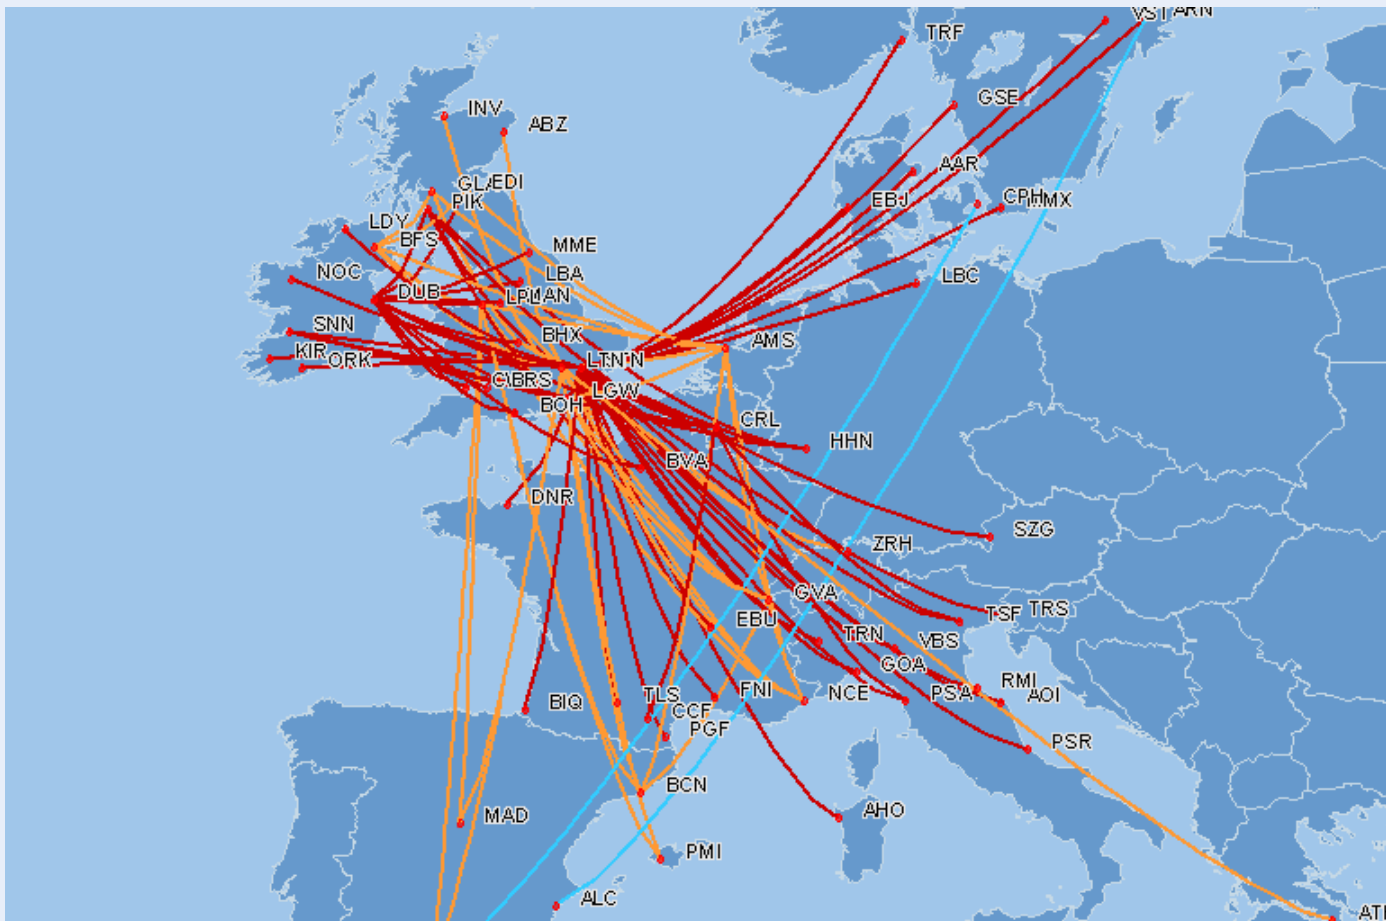 VST ARN
TRF
GSE
INV
ABZ
AAR
GLA EDI
PIK
EBJ
CPH MMX
LDY
BFS
MME
NOC
LBA
LBC
DUB
LPL MAN
SNN
BHX
AMS
KIR ORK
LTN
BRS
LGW
BOH
CRL
HHN
BVA
DNR
SZG
ZRH
GVA
TSF TRS
EBU
TRN
VBS
GOA
BIQ
TLS
FNI
NCE
PSA
RMI
AOI
CCF
PGF
PSR
BCN
MAD
AHO
PMI
ALC